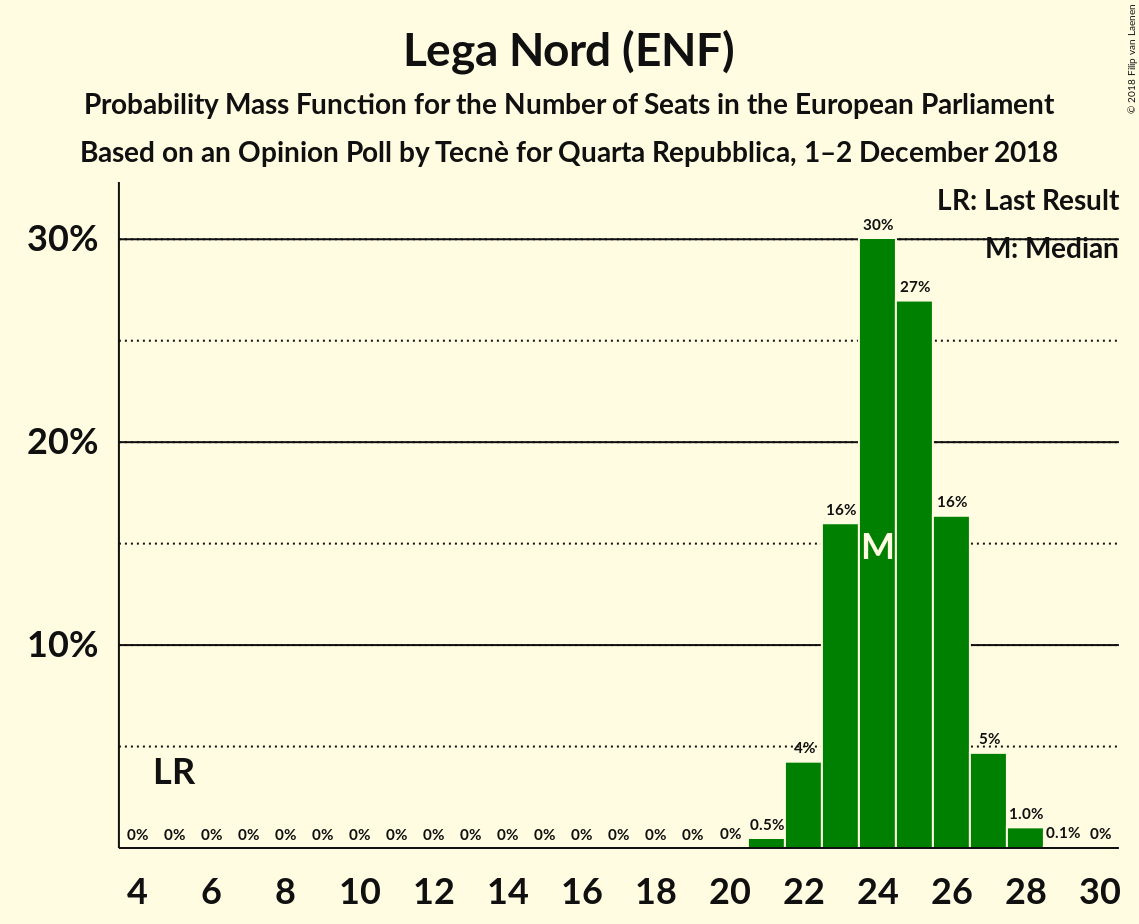 Lega Nord (ENF)
Probability Mass Function for the Number of Seats in the European Parliament
Based on an Opinion Poll by Tecnè for Quarta Repubblica, 1–2 December 2018
© 2018 Filip van Laenen
LR: Last Result
M: Median
30%
20%
10%
30%
27%
16%
16%
M
4%
5%
LR
0% 0% 0% 0% 0% 0% 0% 0% 0% 0% 0% 0% 0% 0% 0% 0% 0% 0.5% 1.0% 0.1% 0%
4 6 8 10 12 14 16 18 20 22 24 26 28 30